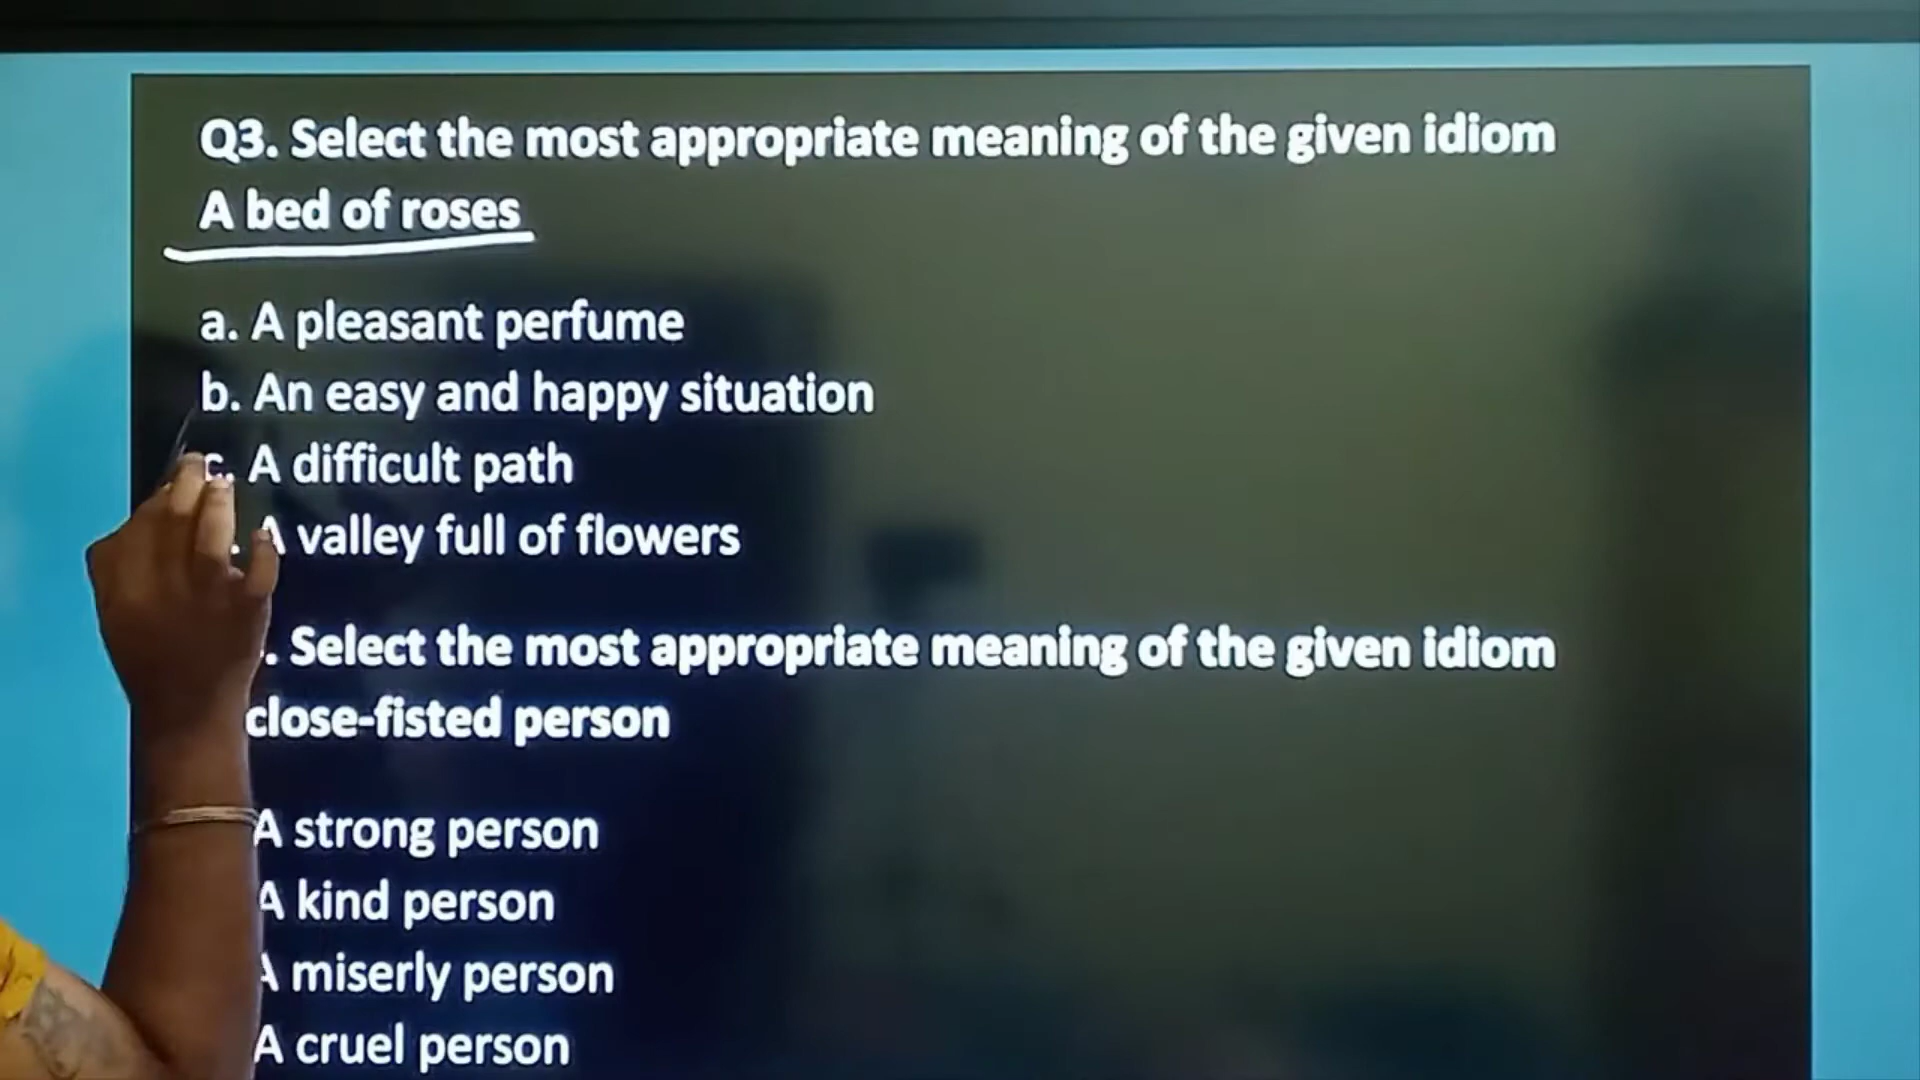 Q3. Select the most appropriate meaning of the given idiom
A bed of roses
a. A pleasant perfume
b. An easy and happy situation
c. A difficult path
. A valley full of flowers
. Select the most appropriate meaning of the given idiom
close-fisted person
A strong person
A kind person
A miserly person
A cruel person